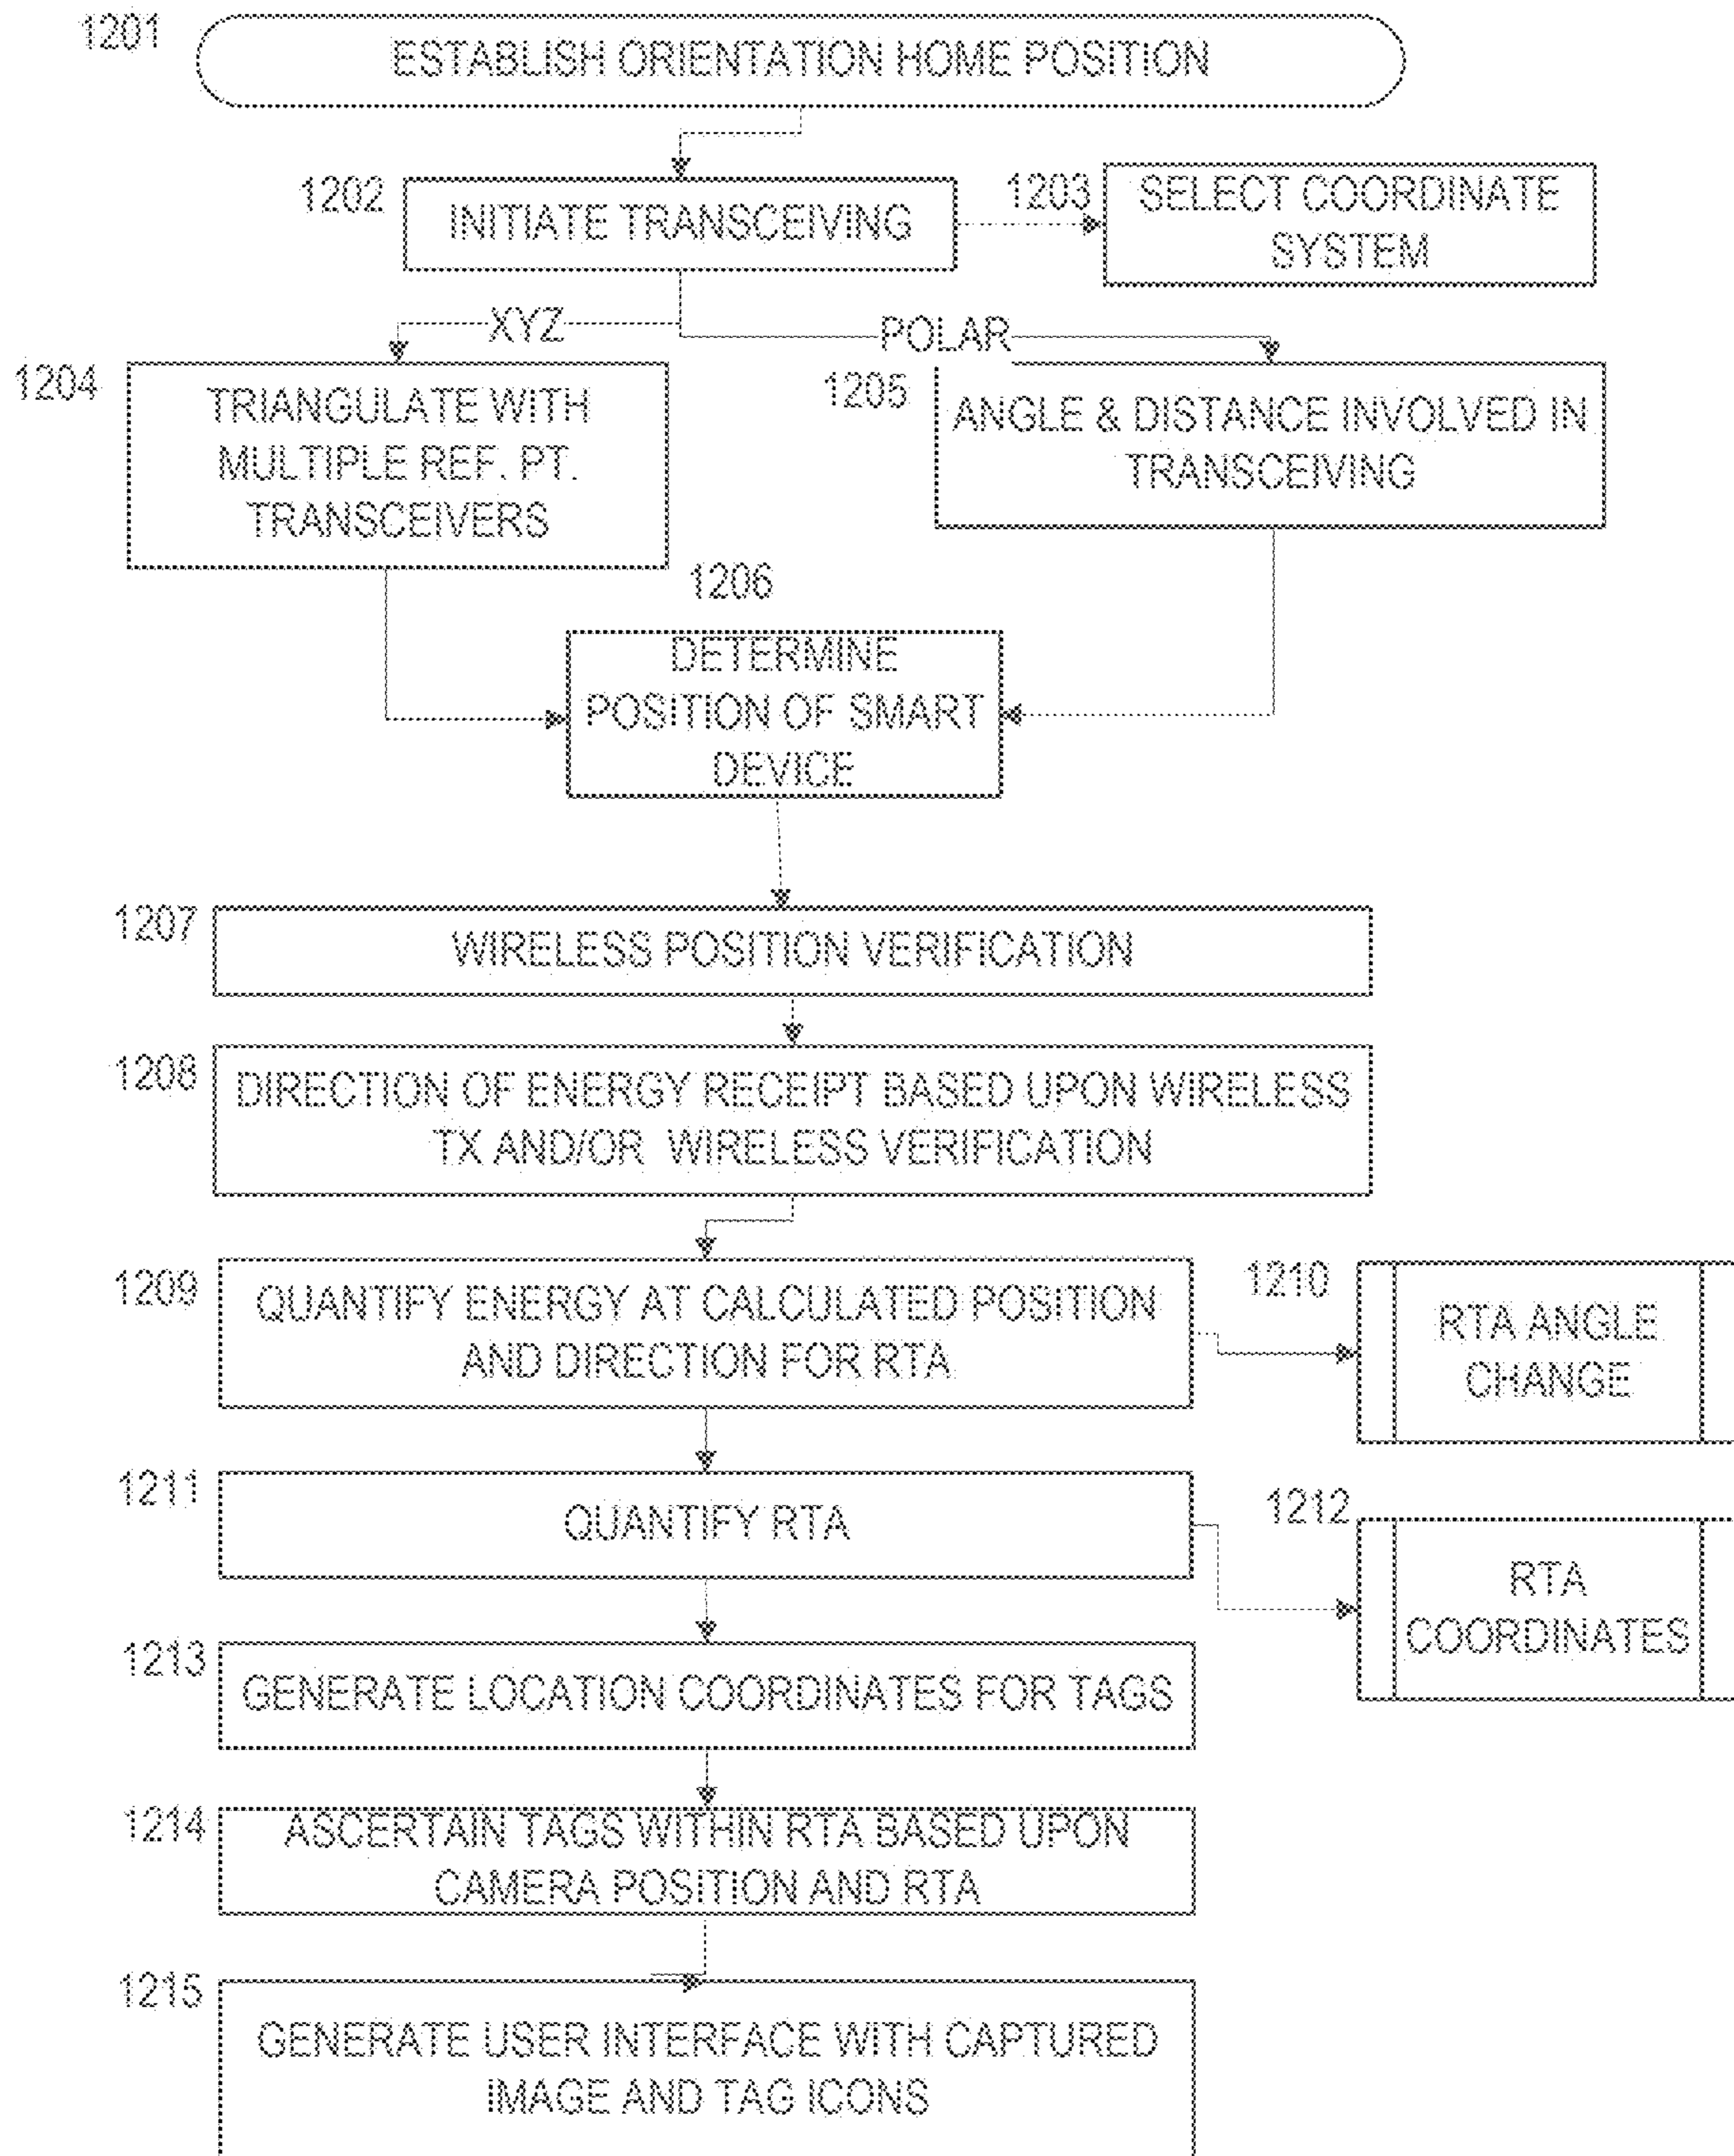 1201
ESTABLISH ORIENTATION HOME POSITION
1202
INITIATE TRANSCEIVING
1203
SELECT COORDINATE
SYSTEM
XYZ
POLAR
1204
TRIANGULATE WITH
MULTIPLE REF. PT.
TRANSCEIVERS
1205
ANGLE & DISTANCE INVOLVED IN
TRANSCEIVING
1206
DETERMINE
POSITION OF SMART
DEVICE
1207
WIRELESS POSITION VERIFICATION
1208
DIRECTION OF ENERGY RECEIPT BASED UPON WIRELESS
TX AND/OR WIRELESS VERIFICATION
1209
QUANTIFY ENERGY AT CALCULATED POSITION
AND DIRECTION FOR RTA
1210
RTA ANGLE
CHANGE
1211
QUANTIFY RTA
1212
RTA
COORDINATES
1213
GENERATE LOCATION COORDINATES FOR TAGS
1214
ASCERTAIN TAGS WITHIN RTA BASED UPON
CAMERA POSITION AND RTA
1215
GENERATE USER INTERFACE WITH CAPTURED
IMAGE AND TAG ICONS